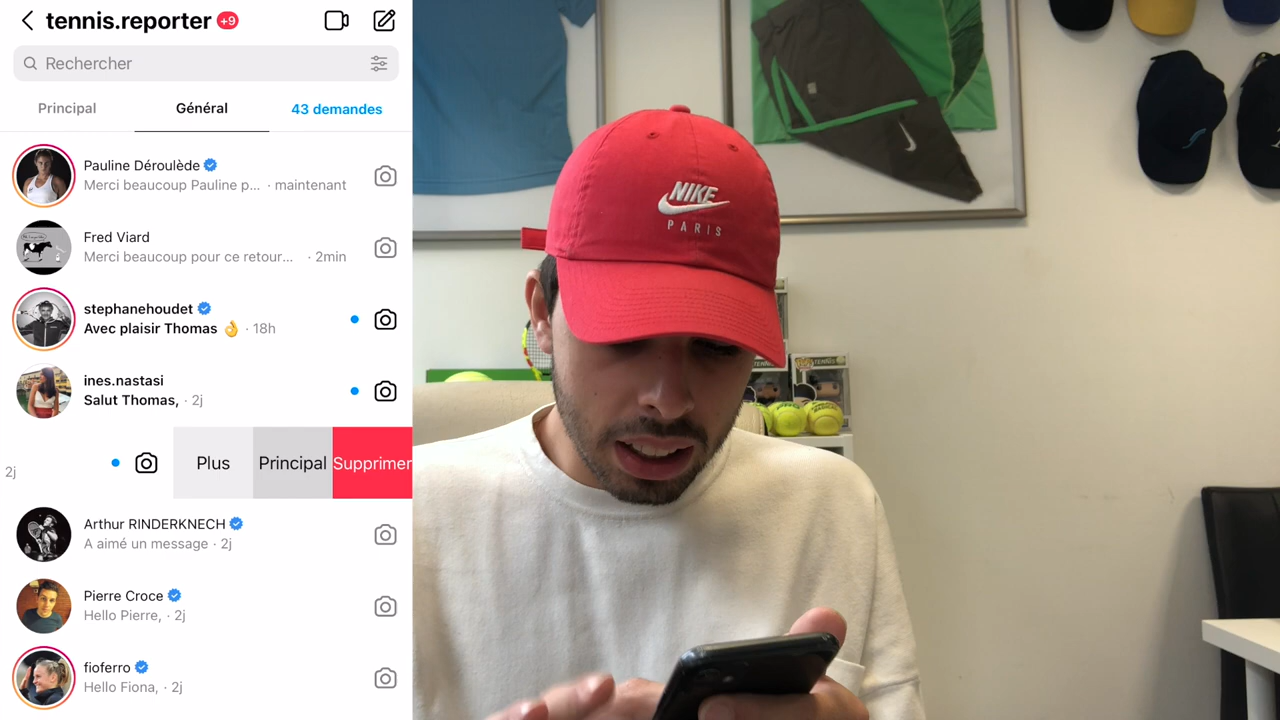 tennis.reporter +9
Rechercher
Principal
Général
43 demandes
Pauline Déroulède
Merci beaucoup Pauline p... · maintenant
Fred Viard
Merci beaucoup pour ce retour... · 2min
stephanehoudet
Avec plaisir Thomas 👌 · 18h
ines.nastasi
Salut Thomas, · 2j
2j
Plus
Principal
Supprimer
Arthur RINDERKNECH
A aimé un message · 2j
Pierre Croce
Hello Pierre, · 2j
fioferro
Hello Fiona, · 2j
NIKE
PARIS